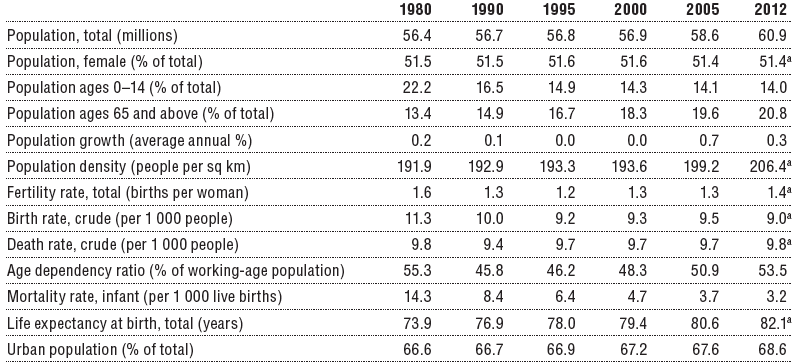 1980 1990 1995 2000 2005 2012
Population, total (millions) 56.4 56.7 56.8 56.9 58.6 60.9
Population, female (% of total) 51.5 51.5 51.6 51.6 51.4 51.4ª
Population ages 0–14 (% of total) 22.2 16.5 14.9 14.3 14.1 14.0
Population ages 65 and above (% of total) 13.4 14.9 16.7 18.3 19.6 20.8
Population growth (average annual %) 0.2 0.1 0.0 0.0 0.7 0.3
Population density (people per sq km) 191.9 192.9 193.3 193.6 199.2 206.4ª
Fertility rate, total (births per woman) 1.6 1.3 1.2 1.3 1.3 1.4ª
Birth rate, crude (per 1 000 people) 11.3 10.0 9.2 9.3 9.5 9.0ª
Death rate, crude (per 1 000 people) 9.8 9.4 9.7 9.7 9.7 9.8ª
Age dependency ratio (% of working-age population) 55.3 45.8 46.2 48.3 50.9 53.5
Mortality rate, infant (per 1 000 live births) 14.3 8.4 6.4 4.7 3.7 3.2
Life expectancy at birth, total (years) 73.9 76.9 78.0 79.4 80.6 82.1ª
Urban population (% of total) 66.6 66.7 66.9 67.2 67.6 68.6